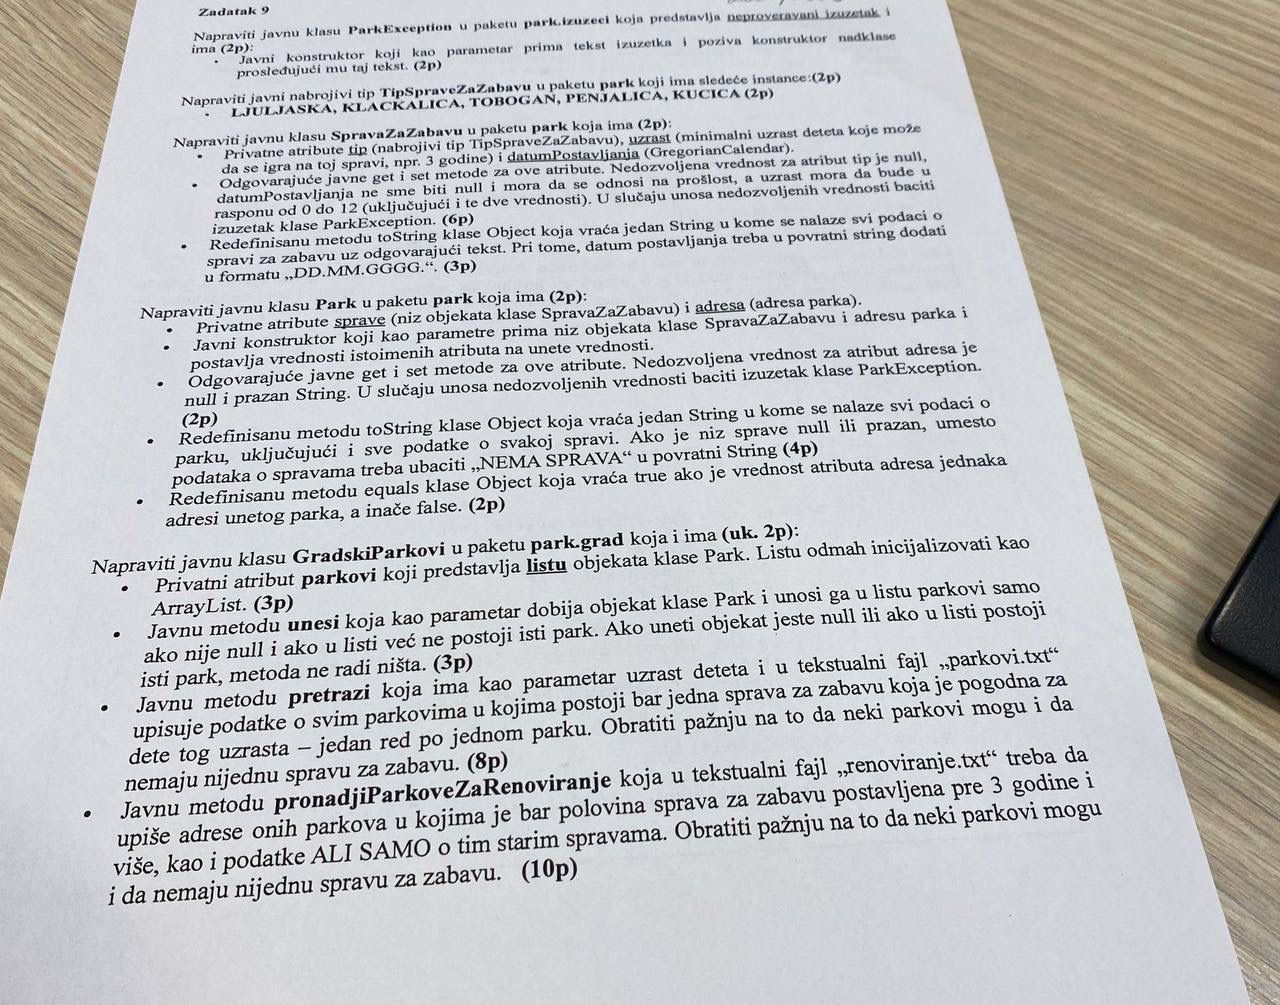 Zadatak 9
Napraviti javnu klasu ParkException u paketu park.izuzeci koja predstavlja neproveravani izuzetak i
ima (2p):
• Javni konstruktor koji kao parametar prima tekst izuzetka i poziva konstruktor nadklase
prosleđujući mu taj tekst. (2p)
Napraviti javni nabrojivi tip TipSpraveZaZabavu u paketu park koji ima sledeće instance:(2p)
• LJULJASKA, KLACKALICA, TOBOGAN, PENJALICA, KUCICA (2p)
Napraviti javnu klasu SpravaZaZabavu u paketu park koja ima (2p):
• Privatne atribute tip (nabrojivi tip TipSpraveZaZabavu), uzrast (minimalni uzrast deteta koje može
da se igra na toj spravi, npr. 3 godine) i datumPostavljanja (GregorianCalendar).
• Odgovarajuće javne get i set metode za ove atribute. Nedozvoljena vrednost za atribut tip je null,
datumPostavljanja ne sme biti null i mora da se odnosi na prošlost, a uzrast mora da bude u
rasponu od 0 do 12 (uključujući i te dve vrednosti). U slučaju unosa nedozvoljenih vrednosti baciti
izuzetak klase ParkException. (6p)
• Redefinisanu metodu toString klase Object koja vraća jedan String u kome se nalaze svi podaci o
spravi za zabavu uz odgovarajući tekst. Pri tome, datum postavljanja treba u povratni string dodati
u formatu „DD.MM.GGGG.“. (3p)
Napraviti javnu klasu Park u paketu park koja ima (2p):
• Privatne atribute sprave (niz objekata klase SpravaZaZabavu) i adresa (adresa parka).
• Javni konstruktor koji kao parametre prima niz objekata klase SpravaZaZabavu i adresu parka i
postavlja vrednosti istoimenih atributa na unete vrednosti.
• Odgovarajuće javne get i set metode za ove atribute. Nedozvoljena vrednost za atribut adresa je
null i prazan String. U slučaju unosa nedozvoljenih vrednosti baciti izuzetak klase ParkException.
(2p)
• Redefinisanu metodu toString klase Object koja vraća jedan String u kome se nalaze svi podaci o
parku, uključujući i sve podatke o svakoj spravi. Ako je niz sprave null ili prazan, umesto
podataka o spravama treba ubaciti „NEMA SPRAVA“ u povratni String (4p)
• Redefinisanu metodu equals klase Object koja vraća true ako je vrednost atributa adresa jednaka
adresi unetog parka, a inače false. (2p)
Napraviti javnu klasu GradskiParkovi u paketu park.grad koja i ima (uk. 2p):
• Privatni atribut parkovi koji predstavlja listu objekata klase Park. Listu odmah inicijalizovati kao
ArrayList. (3p)
• Javnu metodu unesi koja kao parametar dobija objekat klase Park i unosi ga u listu parkovi samo
ako nije null i ako u listi već ne postoji isti park. Ako uneti objekat jeste null ili ako u listi postoji
isti park, metoda ne radi ništa. (3p)
• Javnu metodu pretrazi koja ima kao parametar uzrast deteta i u tekstualni fajl „parkovi.txt“
upisuje podatke o svim parkovima u kojima postoji bar jedna sprava za zabavu koja je pogodna za
dete tog uzrasta – jedan red po jednom parku. Obratiti pažnju na to da neki parkovi mogu i da
nemaju nijednu spravu za zabavu. (8p)
• Javnu metodu pronadjiParkoveZaRenoviranje koja u tekstualni fajl „renoviranje.txt“ treba da
upiše adrese onih parkova u kojima je bar polovina sprava za zabavu postavljena pre 3 godine i
više, kao i podatke ALI SAMO o tim starim spravama. Obratiti pažnju na to da neki parkovi mogu
i da nemaju nijednu spravu za zabavu. (10p)